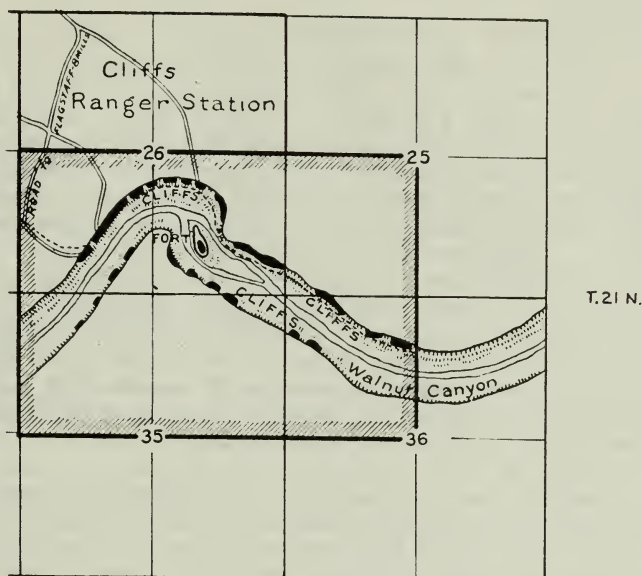 Cliffs
Ranger Station
ROAD TO FLAGSTAFF-8 MILES
26
25
CLIFFS
FORT
CLIFFS
CLIFFS
T.21 N.
Walnut Canyon
35
36